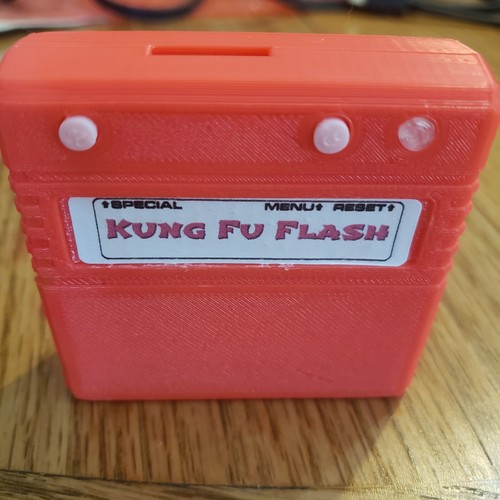 ↑SPECIAL MENU↑ RESET↑
KUNG FU FLASH